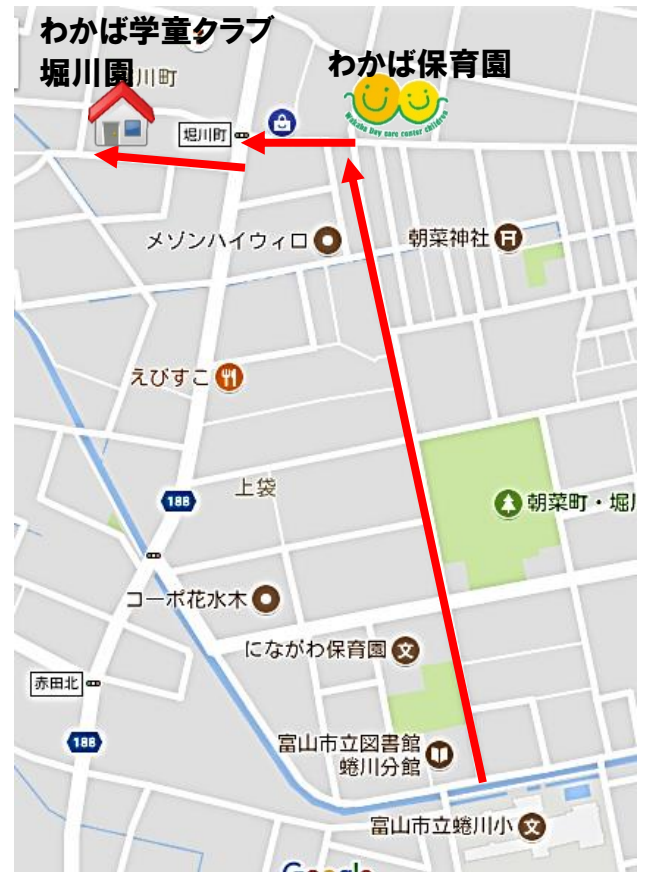 わかば学童クラブ
堀川園
川町
わかば保育園
Wakaba Day care center children
堀川町
メゾンハイウィロ
朝菜神社
えびすこ
188
上袋
朝菜町・堀川
コーポ花水木
にながわ保育園
文
赤田北
188
富山市立図書館
蜷川分館
富山市立蜷川小
文
Google